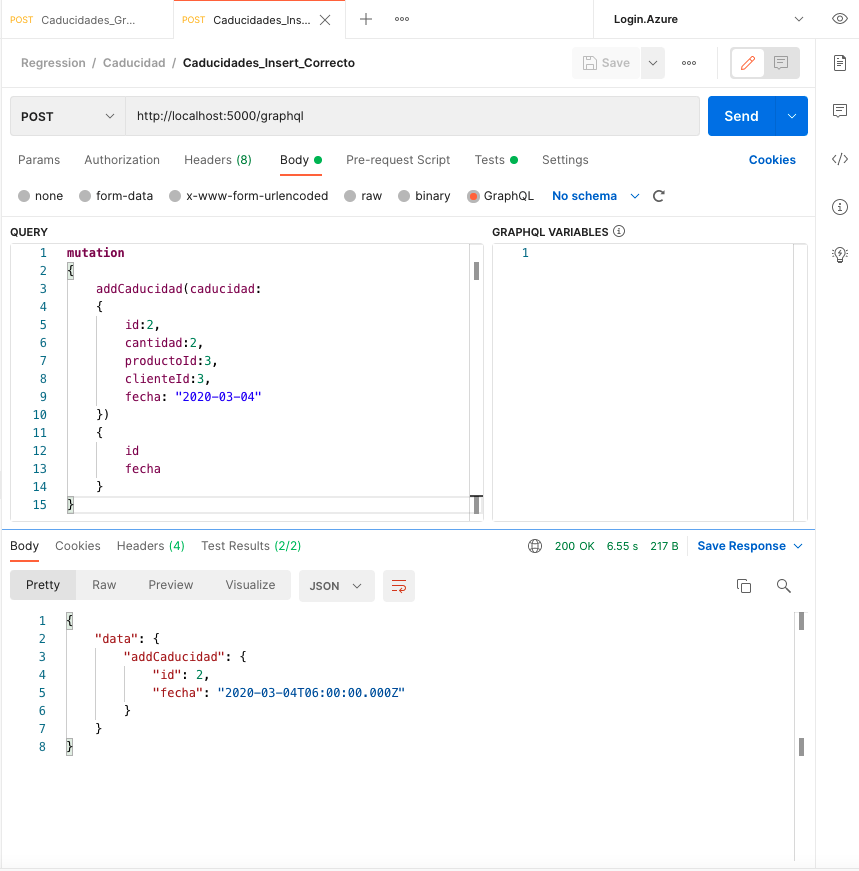 POST Caducidades_Gr... POST Caducidades_Ins... Login.Azure
Regression / Caducidad / Caducidades_Insert_Correcto Save
POST http://localhost:5000/graphql Send
Params Authorization Headers (8) Body Pre-request Script Tests Settings Cookies
none form-data x-www-form-urlencoded raw binary GraphQL No schema
QUERY GRAPHQL VARIABLES
1 mutation
2 {
3 addCaducidad(caducidad:
4 {
5 id:2,
6 cantidad:2,
7 productoId:3,
8 clienteId:3,
9 fecha: "2020-03-04"
10 })
11 {
12 id
13 fecha
14 }
15 }
1
Body Cookies Headers (4) Test Results (2/2) 200 OK 6.55 s 217 B Save Response
Pretty Raw Preview Visualize JSON
1 {
2 "data": {
3 "addCaducidad": {
4 "id": 2,
5 "fecha": "2020-03-04T06:00:00.000Z"
6 }
7 }
8 }